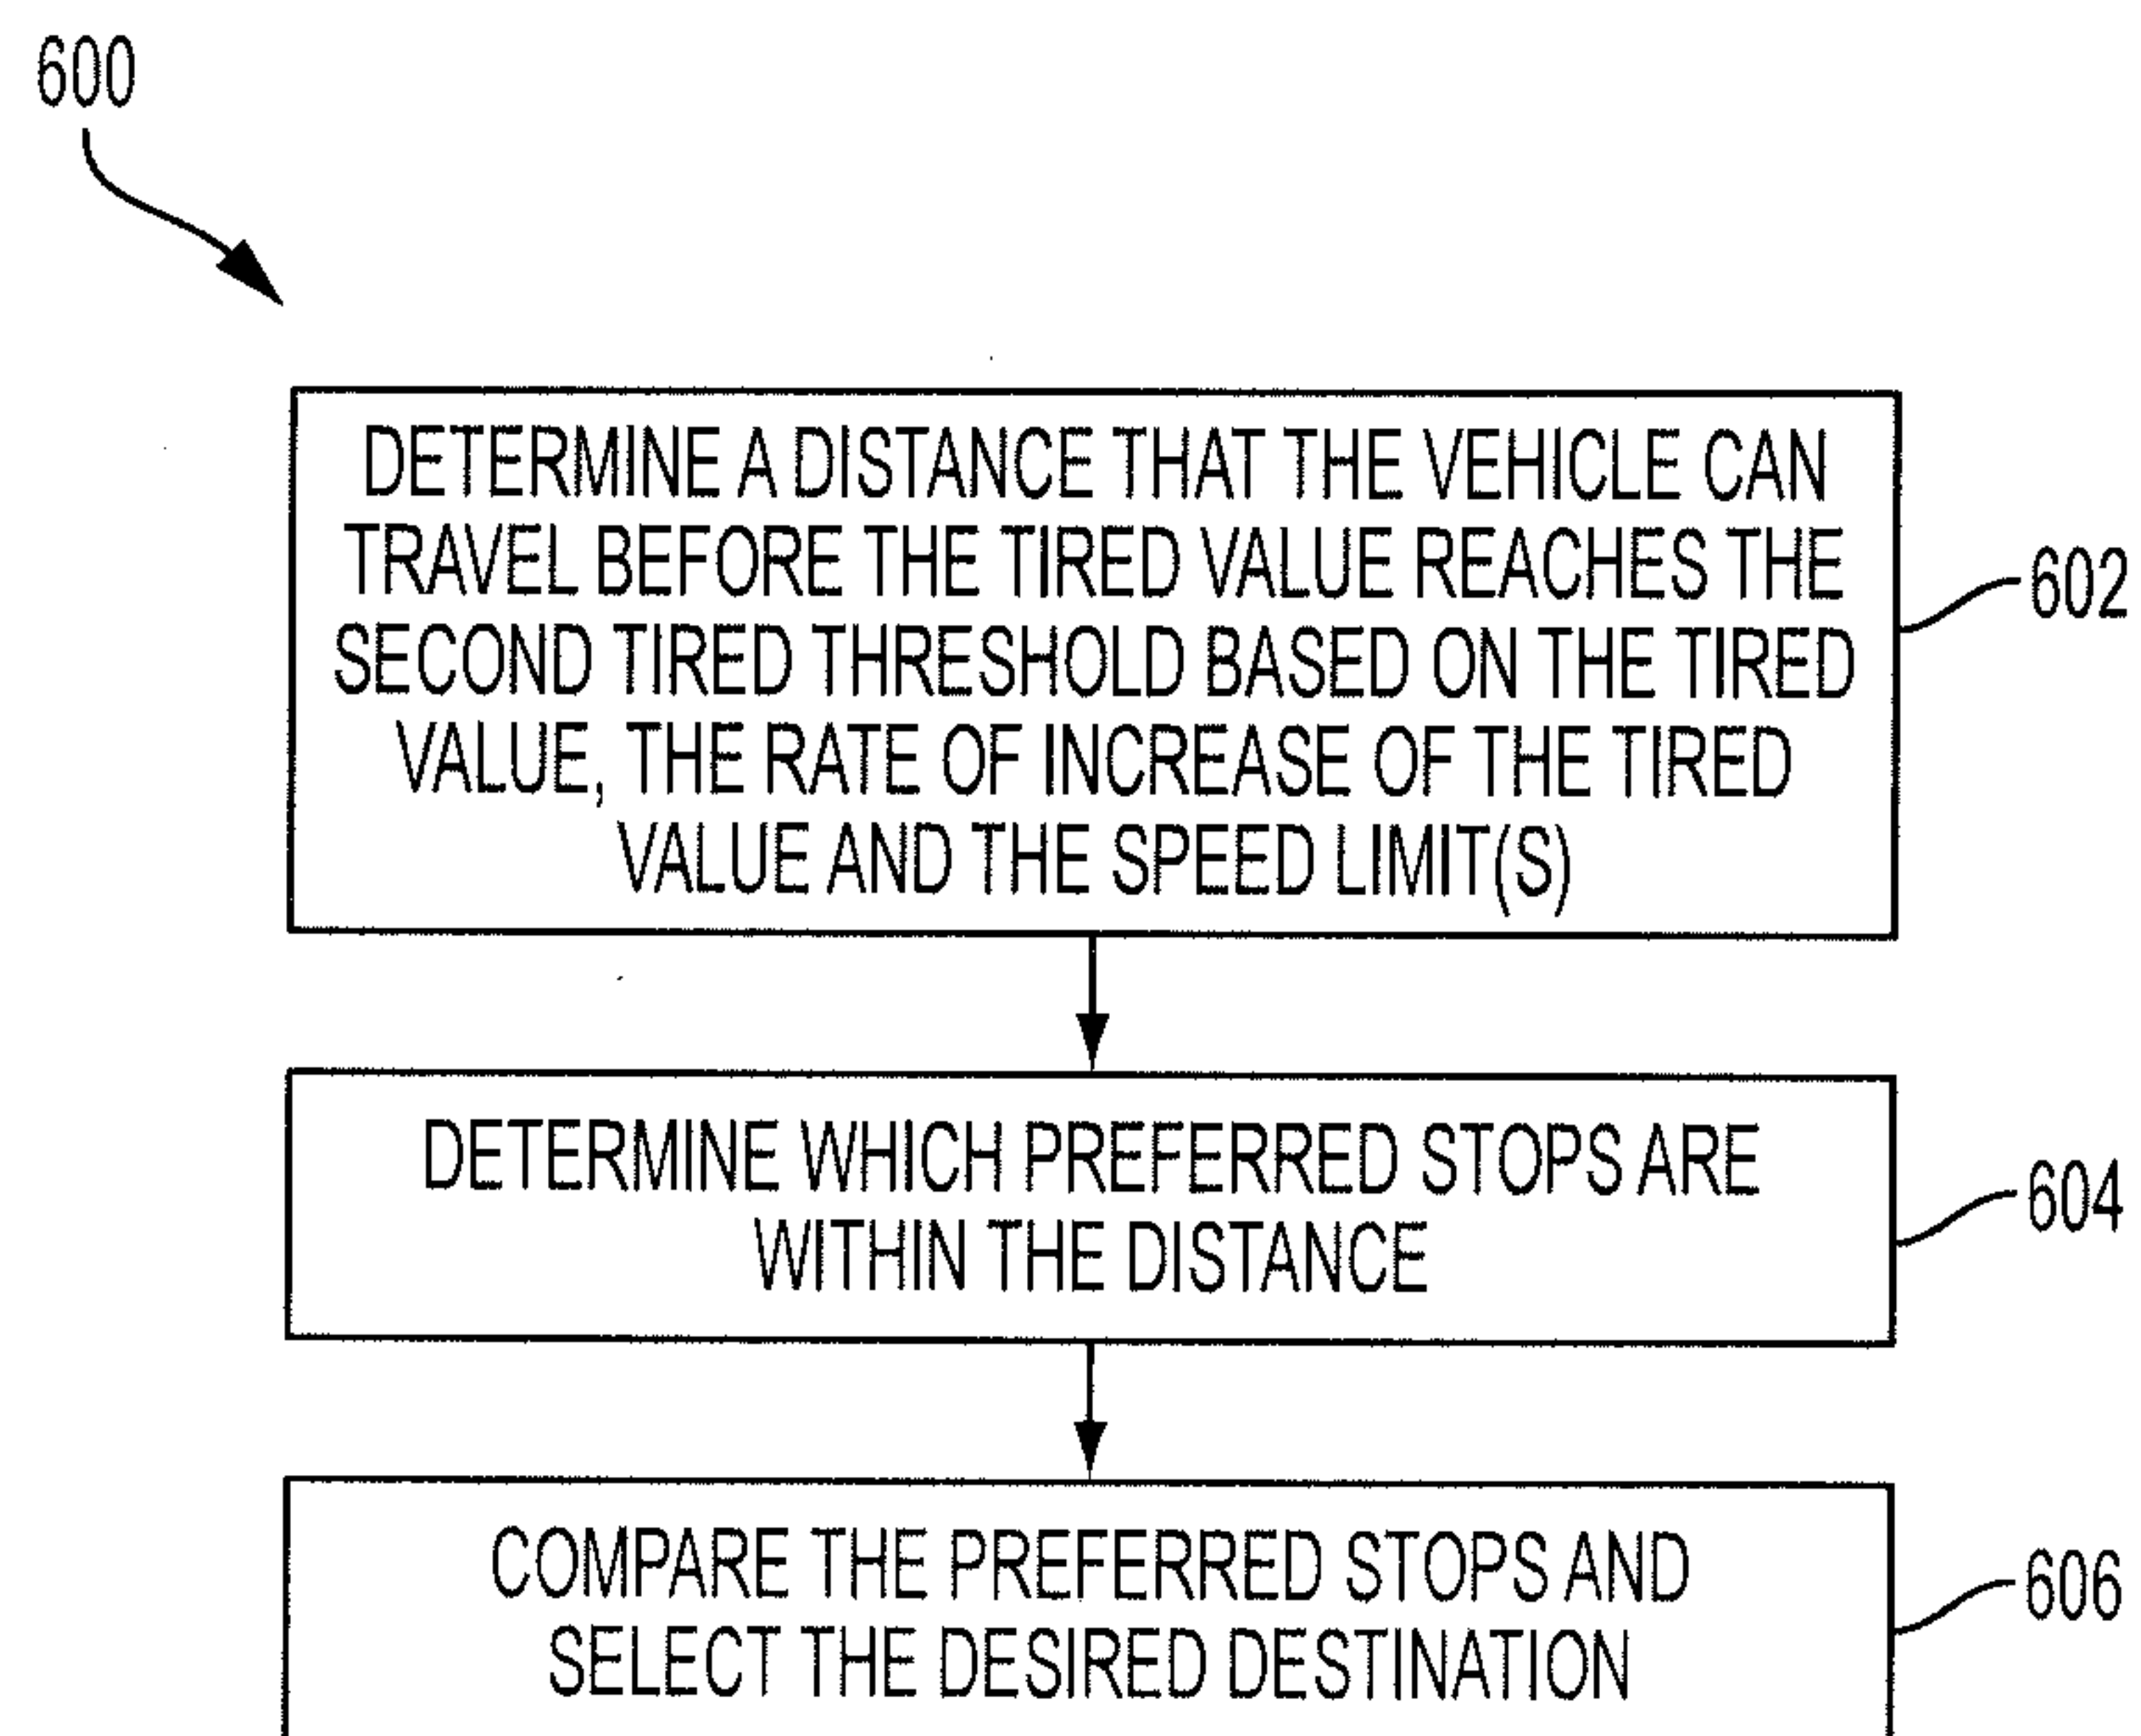 600
DETERMINE A DISTANCE THAT THE VEHICLE CAN
TRAVEL BEFORE THE TIRED VALUE REACHES THE
SECOND TIRED THRESHOLD BASED ON THE TIRED
VALUE, THE RATE OF INCREASE OF THE TIRED
VALUE AND THE SPEED LIMIT(S)
602
DETERMINE WHICH PREFERRED STOPS ARE
WITHIN THE DISTANCE
604
COMPARE THE PREFERRED STOPS AND
SELECT THE DESIRED DESTINATION
606